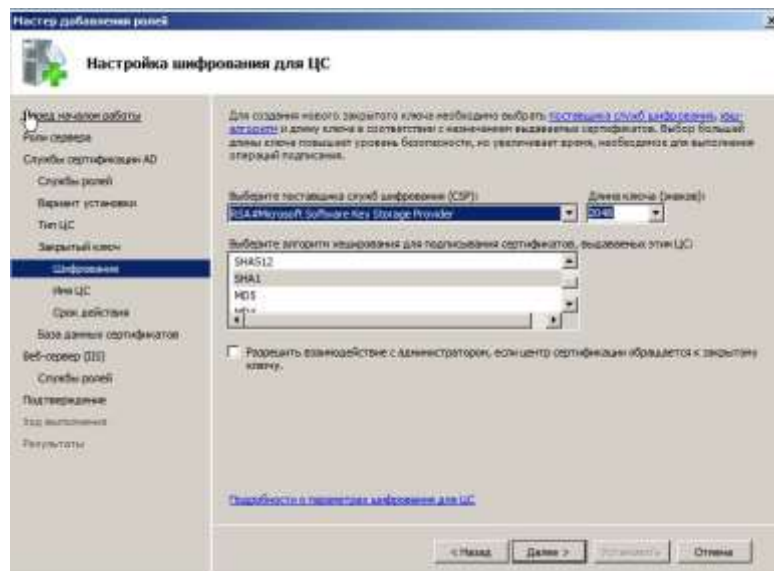 Мастер добавления ролей
Настройка шифрования для ЦС
Перед началом работы
Роли сервера
Службы сертификации AD
Службы ролей
Вариант установки
Тип ЦС
Закрытый ключ
Шифрование
Имя ЦС
Срок действия
База данных сертификатов
Веб-сервер (IIS)
Службы ролей
Подтверждение
Ход выполнения
Результаты
Для создания нового закрытого ключа необходимо выбрать поставщика служб шифрования, хэш-
алгоритм и длину ключа в соответствии с назначением выдаваемых сертификатов. Выбор большей
длины ключа повышает уровень безопасности, но увеличивает время, необходимое для выполнения
операций подписания.
Выберите поставщика служб шифрования (CSP):
Длина ключа (знаков):
RSA#Microsoft Software Key Storage Provider
2048
Выберите алгоритм хеширования для подписывания сертификатов, выдаваемых этим ЦС:
SHA512
SHA1
MD5
MD4
Разрешить взаимодействие с администратором, если центр сертификации обращается к закрытому
ключу.
Подробности о параметрах шифрования для ЦС
< Назад
Далее >
Установить
Отмена